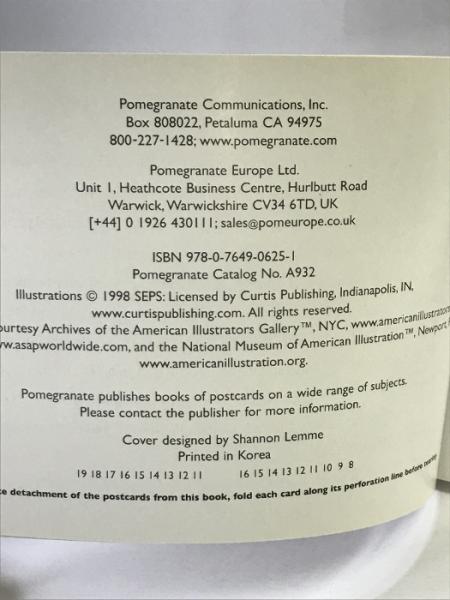 Pomegranate Communications, Inc.
Box 808022, Petaluma CA 94975
800-227-1428; www.pomegranate.com
Pomegranate Europe Ltd.
Unit 1, Heathcote Business Centre, Hurlbutt Road
Warwick, Warwickshire CV34 6TD, UK
[+44] 0 1926 430111; sales@pomeurope.co.uk
ISBN 978-0-7649-0625-1
Pomegranate Catalog No. A932
Illustrations © 1998 SEPS: Licensed by Curtis Publishing, Indianapolis, IN,
www.curtispublishing.com. All rights reserved.
ourtesy Archives of the American Illustrators Gallery™, NYC, www.americanillustrators
w.asapworldwide.com, and the National Museum of American Illustration™, Newport
www.americanillustration.org.
Pomegranate publishes books of postcards on a wide range of subjects.
Please contact the publisher for more information.
Cover designed by Shannon Lemme
Printed in Korea
19 18 17 16 15 14 13 12 11 16 15 14 13 12 11 10 9 8
detachment of the postcards from this book, fold each card along its perforation line before